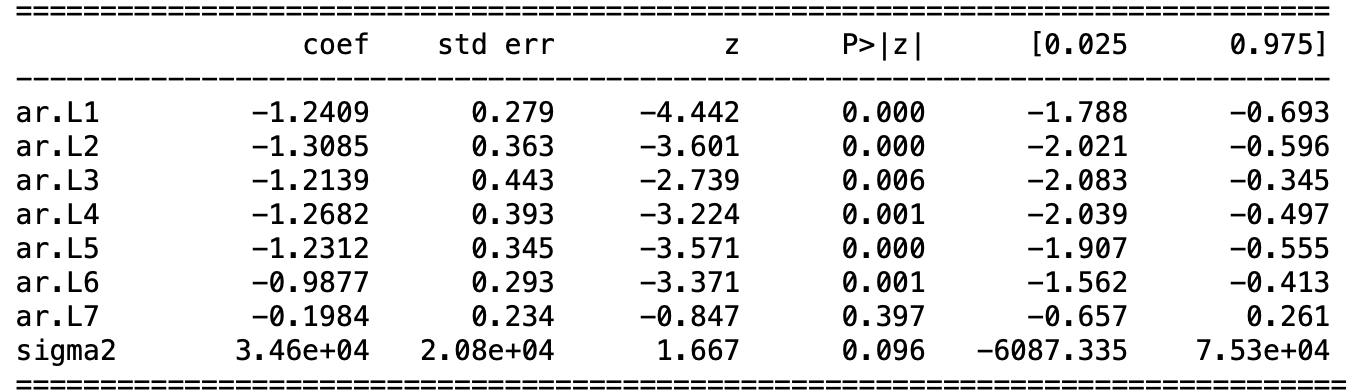 ==============================================================================
                 coef    std err          z      P>|z|      [0.025      0.975]
------------------------------------------------------------------------------
ar.L1         -1.2409      0.279     -4.442      0.000      -1.788      -0.693
ar.L2         -1.3085      0.363     -3.601      0.000      -2.021      -0.596
ar.L3         -1.2139      0.443     -2.739      0.006      -2.083      -0.345
ar.L4         -1.2682      0.393     -3.224      0.001      -2.039      -0.497
ar.L5         -1.2312      0.345     -3.571      0.000      -1.907      -0.555
ar.L6         -0.9877      0.293     -3.371      0.001      -1.562      -0.413
ar.L7         -0.1984      0.234     -0.847      0.397      -0.657       0.261
sigma2       3.46e+04   2.08e+04      1.667      0.096   -6087.335    7.53e+04
===============================================================================